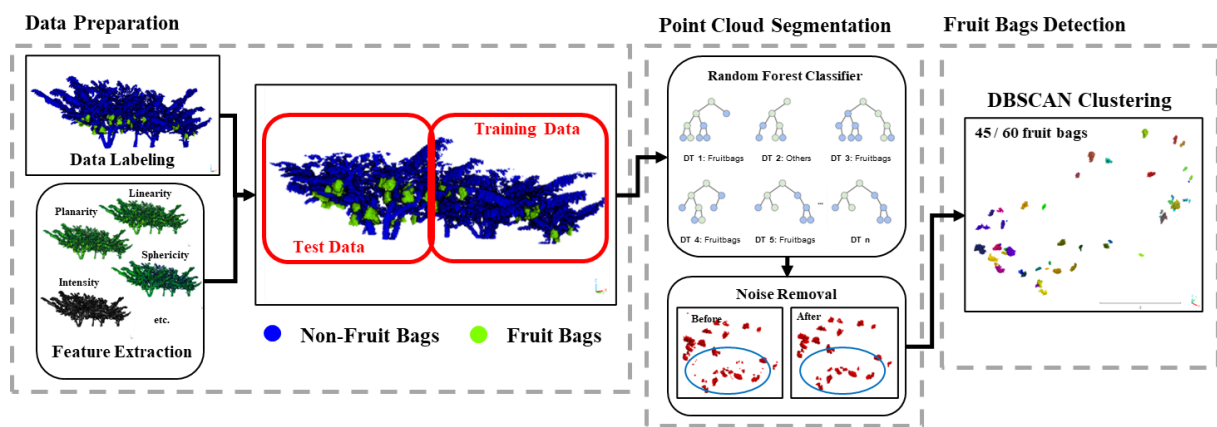 Data Preparation
Data Labeling
Linearity
Planarity
Sphericity
Intensity
etc.
Feature Extraction
Training Data
Test Data
Non-Fruit Bags
Fruit Bags
Point Cloud Segmentation
Random Forest Classifier
DT 1: Fruitbags
DT 2: Others
DT 3: Fruitbags
...
DT 4: Fruitbags
DT 5: Fruitbags
DT n
Noise Removal
Before
After
Fruit Bags Detection
DBSCAN Clustering
45 / 60 fruit bags